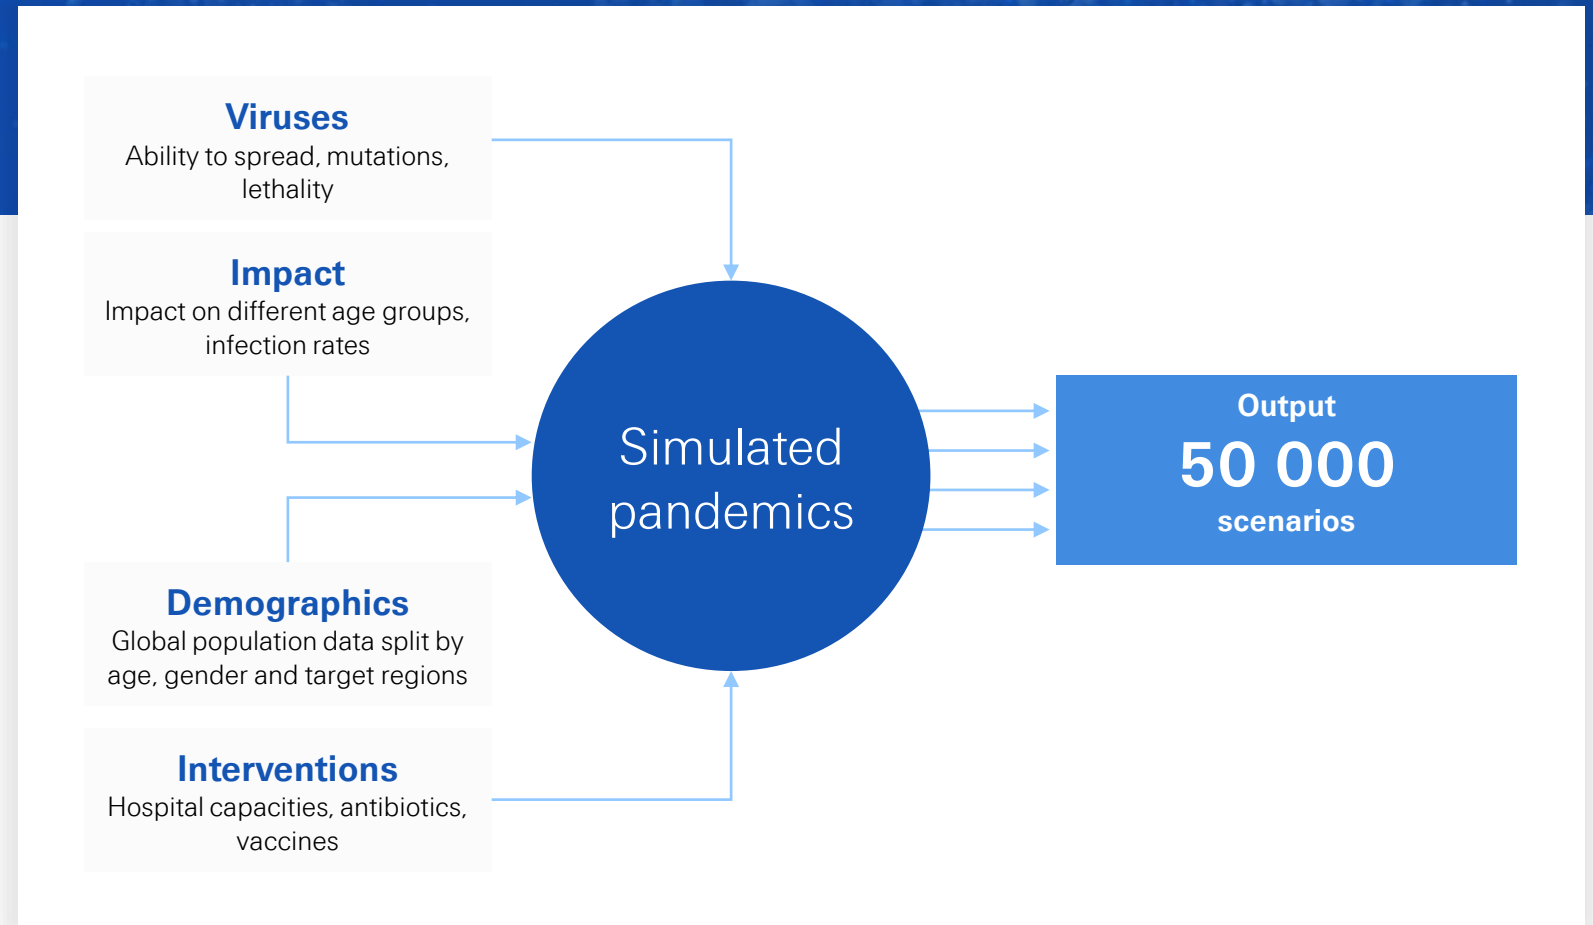 Viruses
Ability to spread, mutations,
lethality
Impact
Impact on different age groups,
infection rates
Simulated
pandemics
Output
50 000
scenarios
Demographics
Global population data split by
age, gender and target regions
Interventions
Hospital capacities, antibiotics,
vaccines